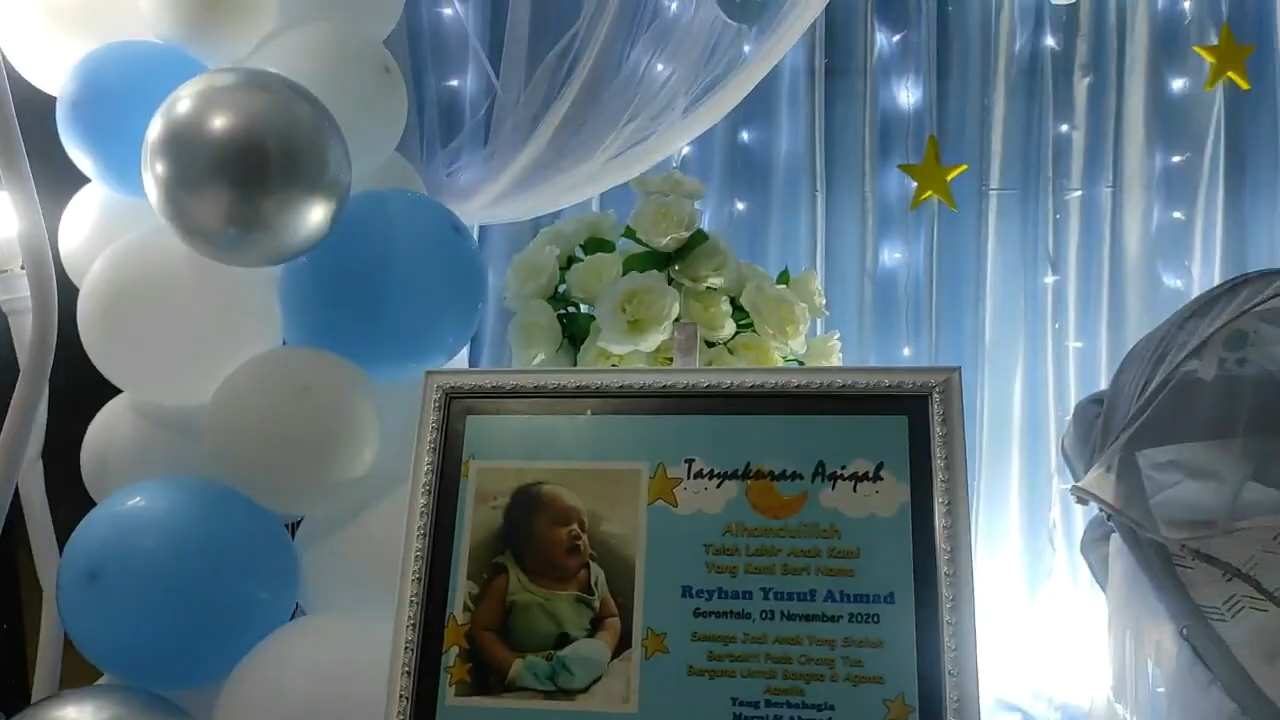 Tasyakuran Aqiqah
Alhamdulillah
Telah Lahir Anak Kami
Yang Kami Beri Nama
Reyhan Yusuf Ahmad
Gorontalo, 03 November 2020
Semoga Jadi Anak Yang Sholeh
Berbakti Pada Orang Tua
Berguna Untuk Bangsa & Agama
Aamiin
Yang Berbahagia